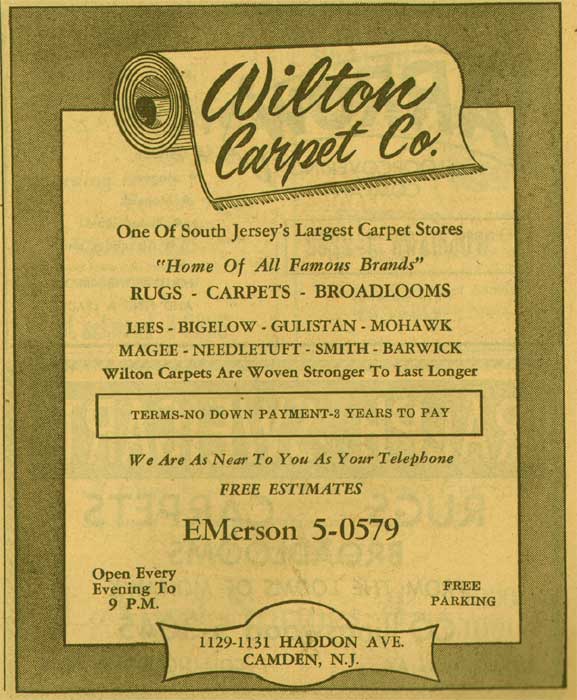 Wilton
Carpet Co.
One Of South Jersey's Largest Carpet Stores
"Home Of All Famous Brands"
RUGS - CARPETS - BROADLOOMS
LEES - BIGELOW - GULISTAN - MOHAWK
MAGEE - NEEDLETUFT - SMITH - BARWICK
Wilton Carpets Are Woven Stronger To Last Longer
TERMS-NO DOWN PAYMENT-3 YEARS TO PAY
We Are As Near To You As Your Telephone
FREE ESTIMATES
EMerson 5-0579
Open Every
Evening To
9 P.M.
FREE
PARKING
1129-1131 HADDON AVE.
CAMDEN, N.J.